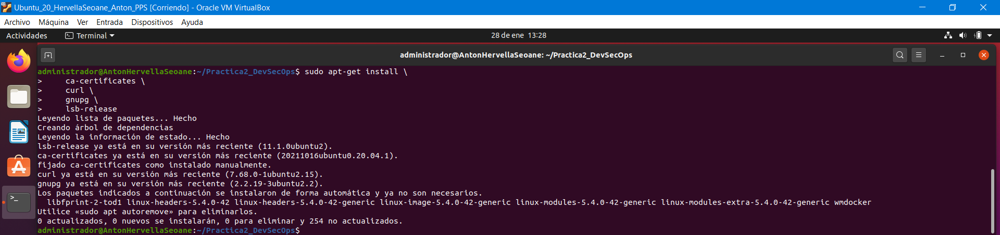 Ubuntu_20_HervellaSeoane_Anton_PPS [Corriendo] - Oracle VM VirtualBox
Archivo Máquina Ver Entrada Dispositivos Ayuda
Actividades Terminal 28 de ene 13:28
administrador@AntonHervellaSeoane: ~/Practica2_DevSecOps
administrador@AntonHervellaSeoane:~/Practica2_DevSecOps$ sudo apt-get install \
>     ca-certificates \
>     curl \
>     gnupg \
>     lsb-release
Leyendo lista de paquetes... Hecho
Creando árbol de dependencias
Leyendo la información de estado... Hecho
lsb-release ya está en su versión más reciente (11.1.0ubuntu2).
ca-certificates ya está en su versión más reciente (20211016ubuntu0.20.04.1).
fijado ca-certificates como instalado manualmente.
curl ya está en su versión más reciente (7.68.0-1ubuntu2.15).
gnupg ya está en su versión más reciente (2.2.19-3ubuntu2.2).
Los paquetes indicados a continuación se instalaron de forma automática y ya no son necesarios.
  libfprint-2-tod1 linux-headers-5.4.0-42 linux-headers-5.4.0-42-generic linux-image-5.4.0-42-generic linux-modules-5.4.0-42-generic linux-modules-extra-5.4.0-42-generic wmdocker
Utilice «sudo apt autoremove» para eliminarlos.
0 actualizados, 0 nuevos se instalarán, 0 para eliminar y 254 no actualizados.
administrador@AntonHervellaSeoane:~/Practica2_DevSecOps$